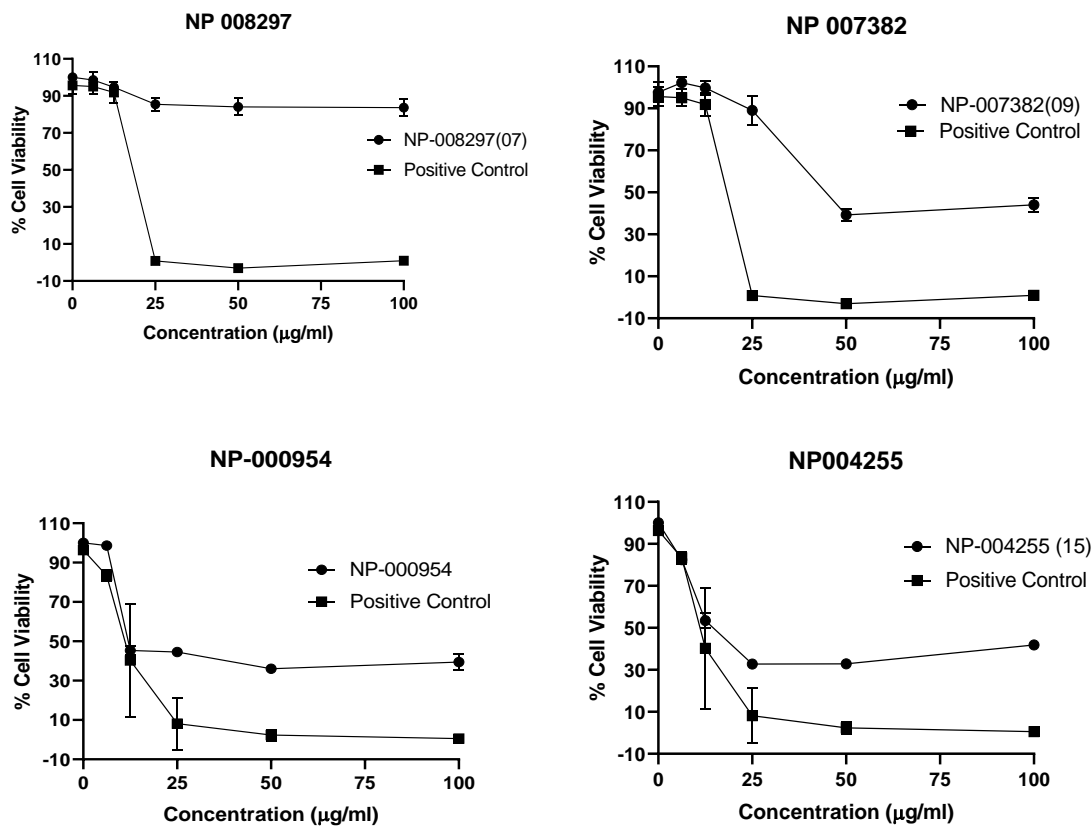 NP 008297
110
90
70
50
30
10
-10
% Cell Viability
NP-008297(07)
Positive Control
0
25
50
75
100
Concentration (μg/ml)
NP 007382
110
90
70
50
30
10
-10
% Cell Viability
NP-007382(09)
Positive Control
0
25
50
75
100
Concentration (μg/ml)
NP-000954
110
90
70
50
30
10
-10
% Cell Viability
NP-000954
Positive Control
0
25
50
75
100
Concentration (μg/ml)
NP004255
110
90
70
50
30
10
-10
% Cell Viability
NP-004255 (15)
Positive Control
0
25
50
75
100
Concentration (μg/ml)